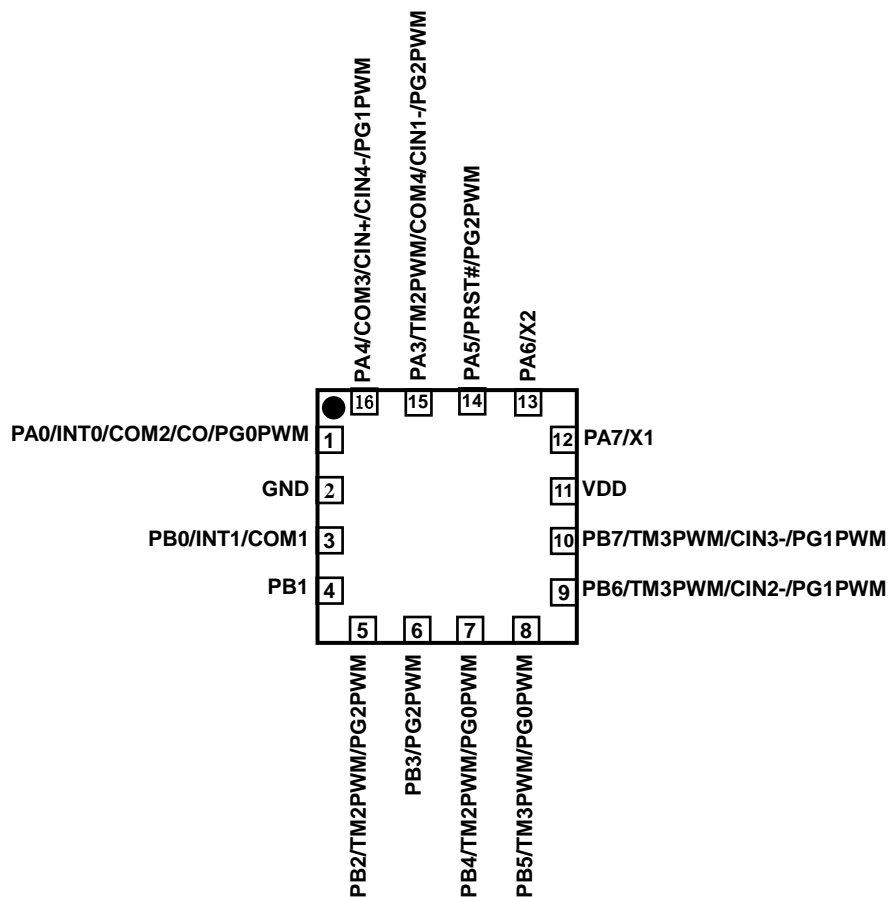 PA4/COM3/CIN+/CIN4-/PG1PWM
PA3/TM2PWM/COM4/CIN1-/PG2PWM
PA5/PRST#/PG2PWM
PA6/X2
16
15
14
13
PA0/INT0/COM2/CO/PG0PWM
1
12
PA7/X1
GND
2
11
VDD
PB0/INT1/COM1
3
10
PB7/TM3PWM/CIN3-/PG1PWM
PB1
4
9
PB6/TM3PWM/CIN2-/PG1PWM
5
6
7
8
PB2/TM2PWM/PG2PWM
PB3/PG2PWM
PB4/TM2PWM/PG0PWM
PB5/TM3PWM/PG0PWM